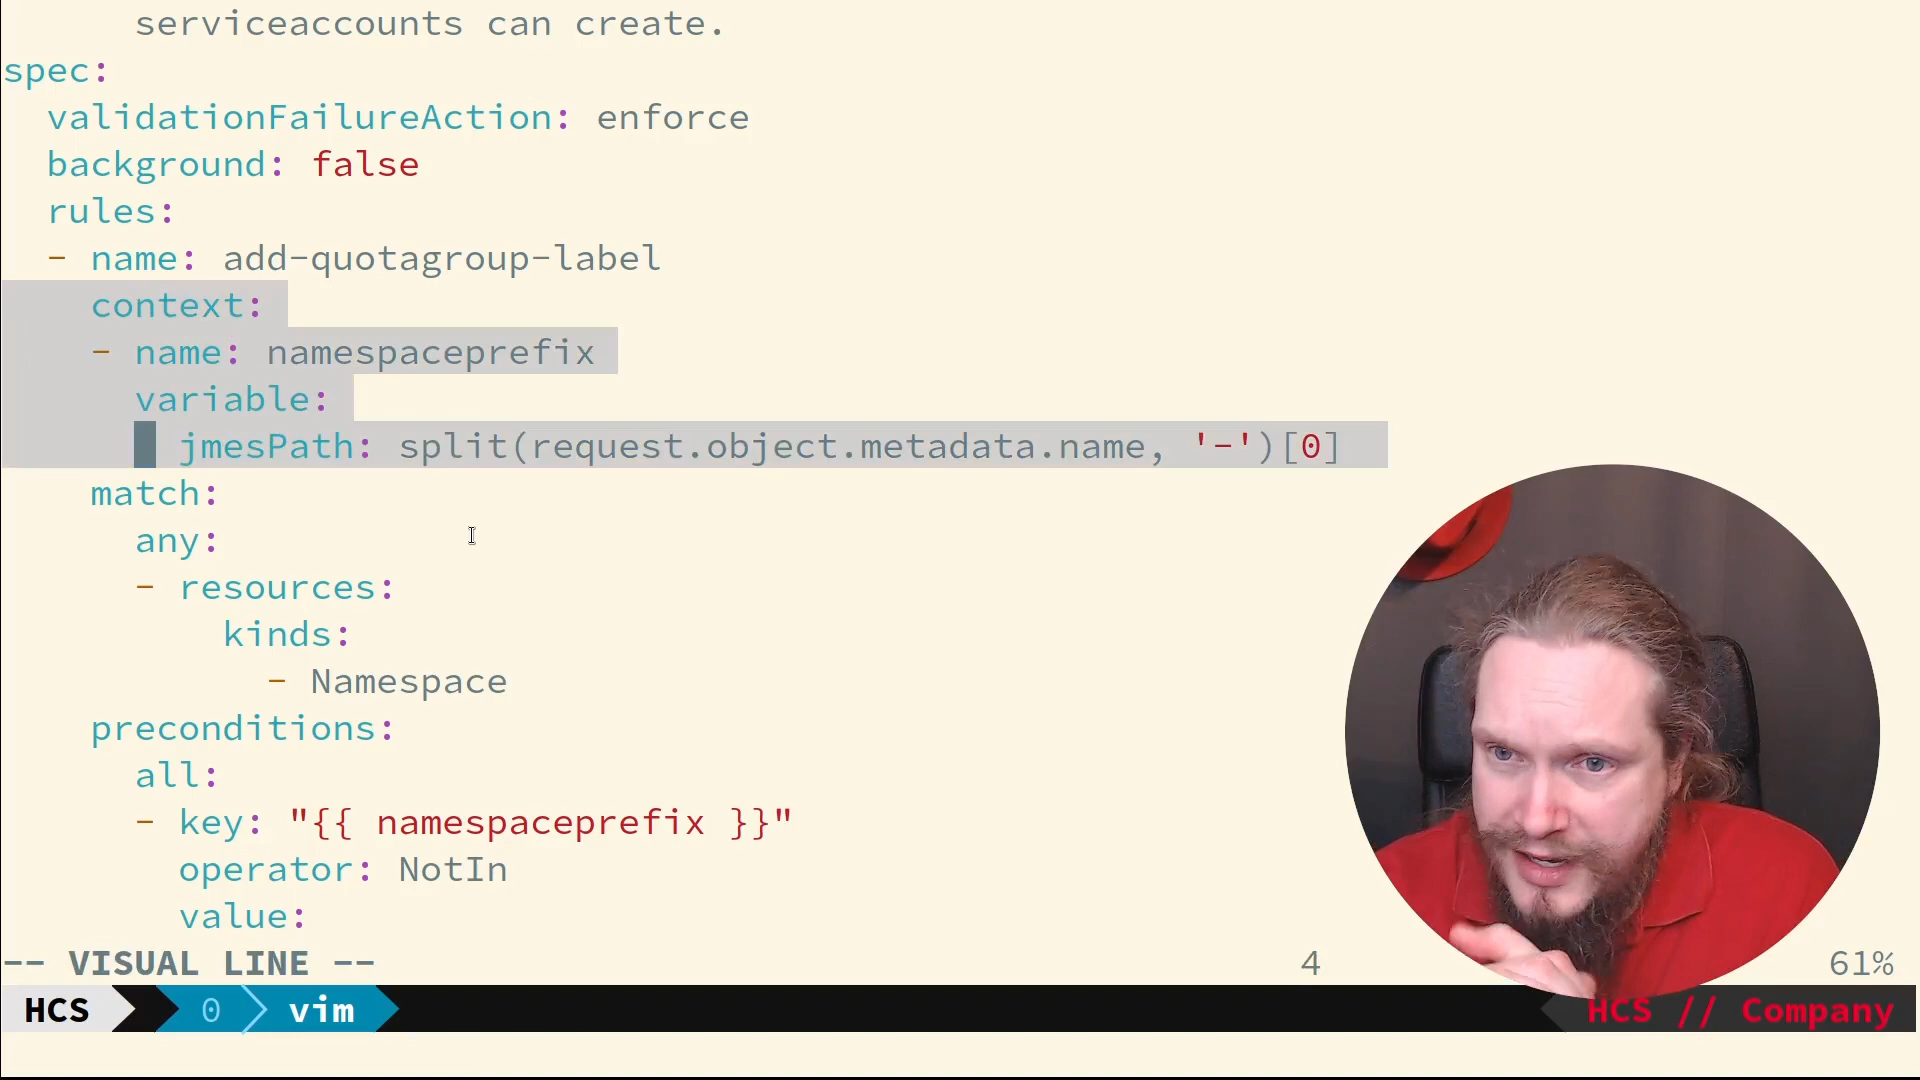 serviceaccounts can create.
spec:
validationFailureAction: enforce
background: false
rules:
- name: add-quotagroup-label
context:
- name: namespaceprefix
variable:
jmesPath: split(request.object.metadata.name, '-')[0]
match:
any:
- resources:
kinds:
- Namespace
preconditions:
all:
- key: "{{ namespaceprefix }}"
operator: NotIn
value:
-- VISUAL LINE -- 4 61%
HCS 0 vim HCS // Company